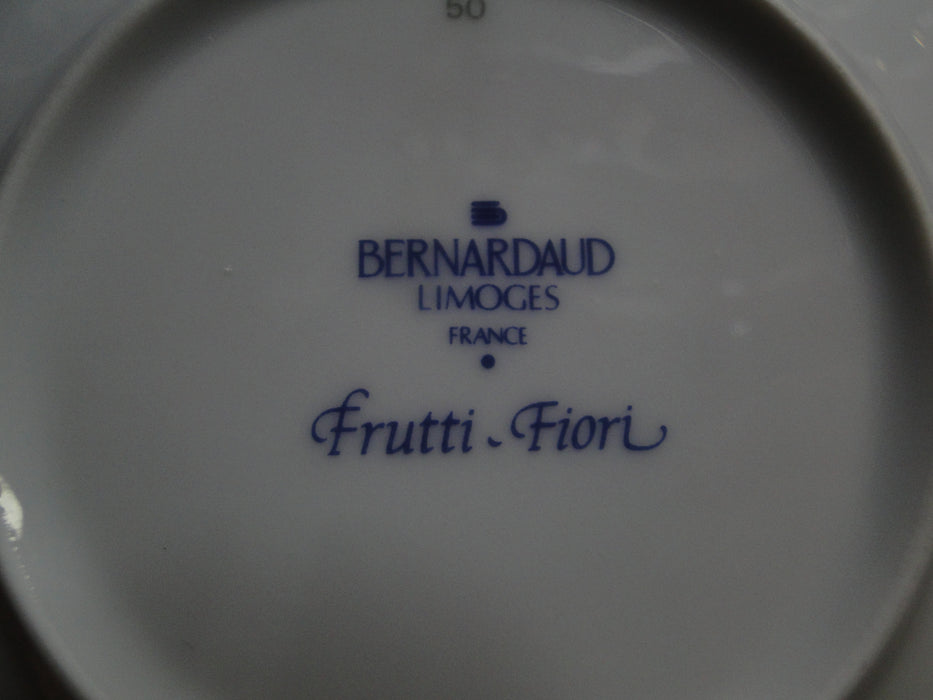 50
BERNARDAUD
LIMOGES
FRANCE
Frutti - Fiori